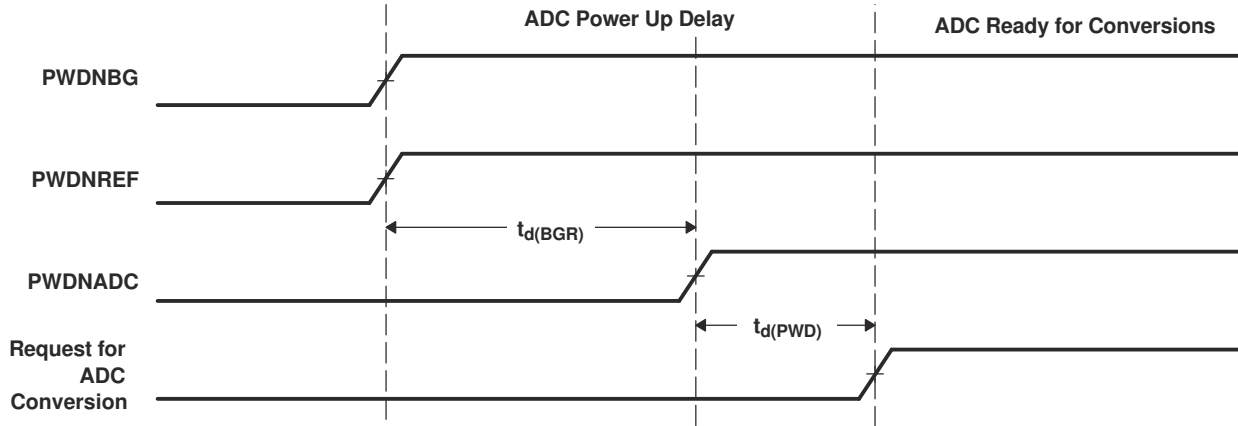 ADC Power Up Delay
ADC Ready for Conversions
PWDNBG
PWDNREF
td(BGR)
PWDNADC
td(PWD)
Request for
ADC
Conversion